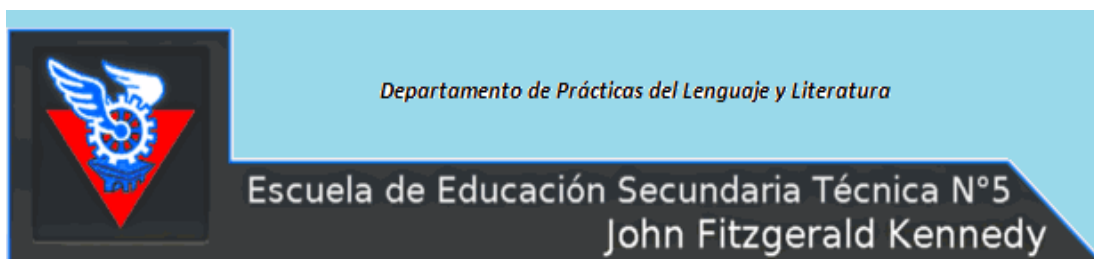 Departamento de Prácticas del Lenguaje y Literatura
Escuela de Educación Secundaria Técnica N°5
John Fitzgerald Kennedy